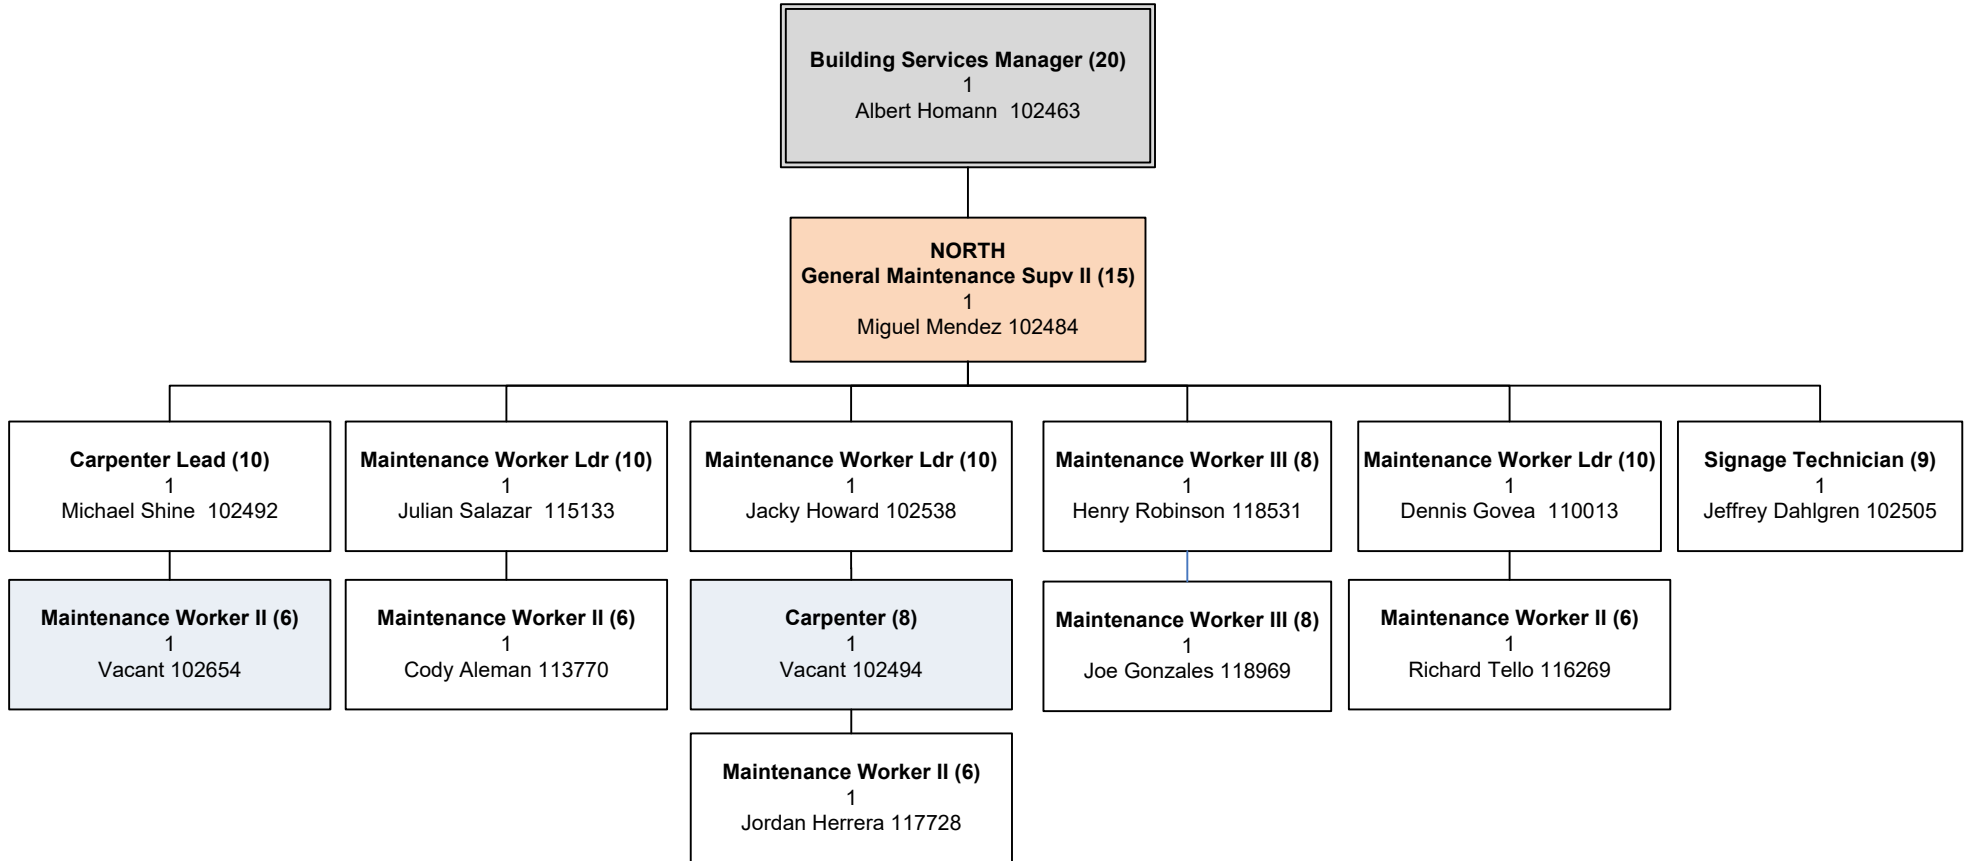 Building Services Manager (20)
1
Albert Homann  102463
NORTH
General Maintenance Supv II (15)
1
Miguel Mendez 102484
Carpenter Lead (10)
1
Michael Shine  102492
Maintenance Worker Ldr (10)
1
Julian Salazar  115133
Maintenance Worker Ldr (10)
1
Jacky Howard 102538
Maintenance Worker III (8)
1
Henry Robinson 118531
Maintenance Worker Ldr (10)
1
Dennis Govea  110013
Signage Technician (9)
1
Jeffrey Dahlgren 102505
Maintenance Worker II (6)
1
Vacant 102654
Maintenance Worker II (6)
1
Cody Aleman 113770
Carpenter (8)
1
Vacant 102494
Maintenance Worker III (8)
1
Joe Gonzales 118969
Maintenance Worker II (6)
1
Richard Tello 116269
Maintenance Worker II (6)
1
Jordan Herrera 117728